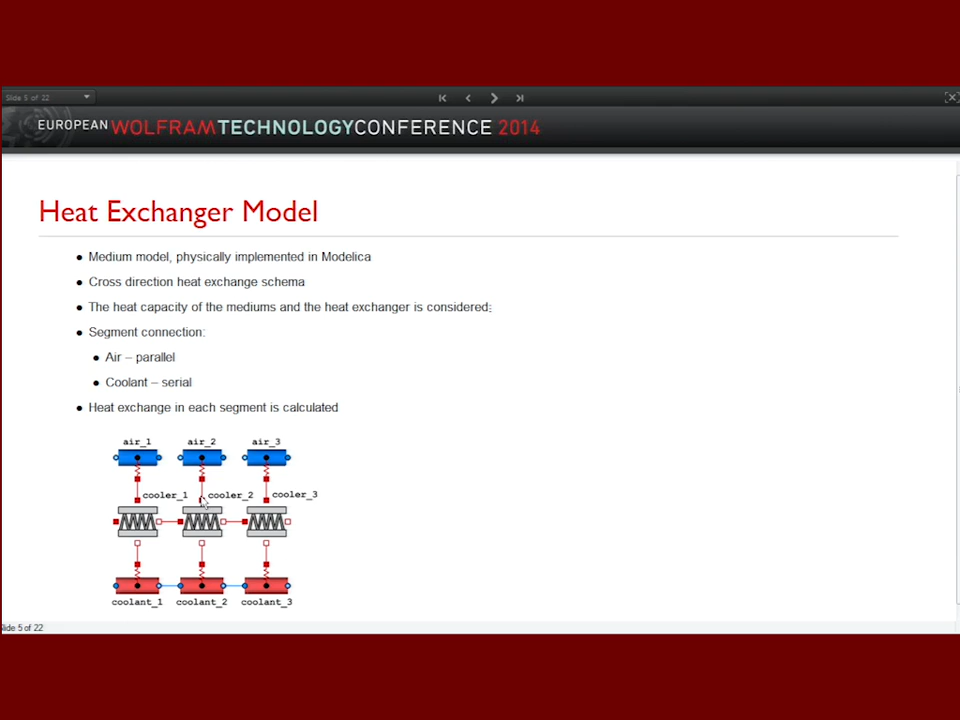 Slide 5 of 22
EUROPEAN WOLFRAMTECHNOLOGYCONFERENCE 2014
Heat Exchanger Model
Medium model, physically implemented in Modelica
Cross direction heat exchange schema
The heat capacity of the mediums and the heat exchanger is considered;
Segment connection:
Air – parallel
Coolant – serial
Heat exchange in each segment is calculated
air_1 air_2 air_3
cooler_1 cooler_2 cooler_3
coolant_1 coolant_2 coolant_3
lide 5 of 22